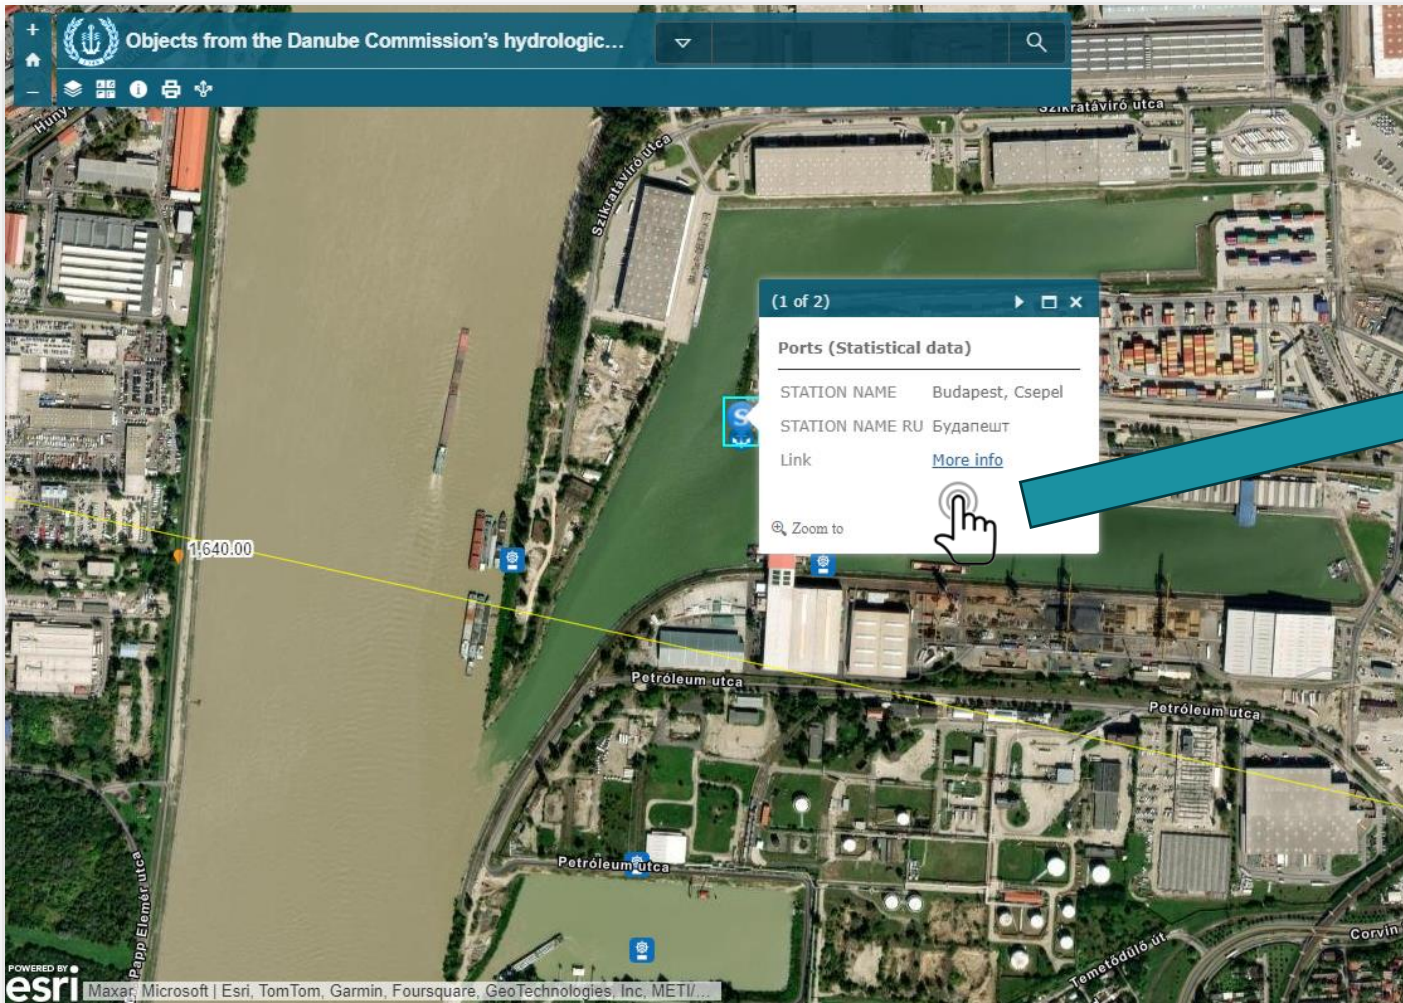 Objects from the Danube Commission's hydrologic...
Szikratávíró utca
Szikratávíró utca
(1 of 2)
Ports (Statistical data)
STATION NAME Budapest, Csepel
STATION NAME RU Будапешт
Link More info
Zoom to
1,640.00
Petróleum utca
Petróleum utca
Petróleum utca
Papp Elemér utca
Temetődűlő út
Corvin
POWERED BY
esri
Maxar, Microsoft | Esri, TomTom, Garmin, Foursquare, GeoTechnologies, Inc, METI/...